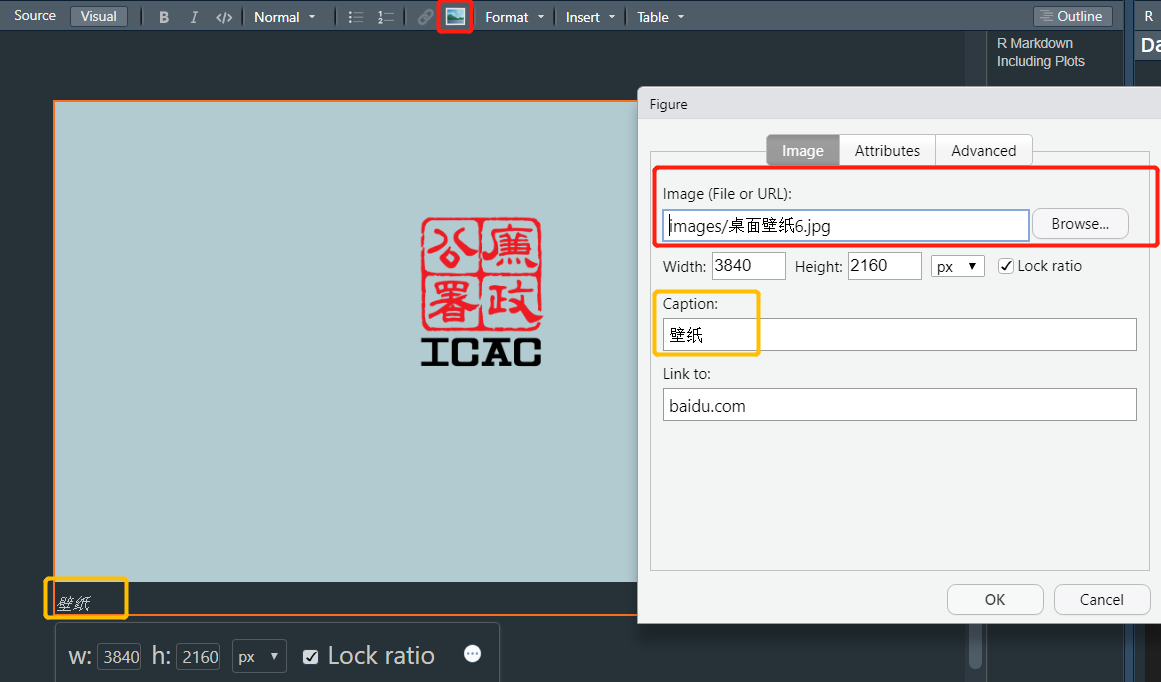 Source Visual B I </> Normal Format Insert Table Outline R
R Markdown
Including Plots
Da
Figure
Image Attributes Advanced
Image (File or URL):
images/桌面壁纸6.jpg Browse...
Width: 3840 Height: 2160 px Lock ratio
Caption:
壁纸
Link to:
baidu.com
OK Cancel
公廉
署政
ICAC
壁纸
w: 3840 h: 2160 px Lock ratio